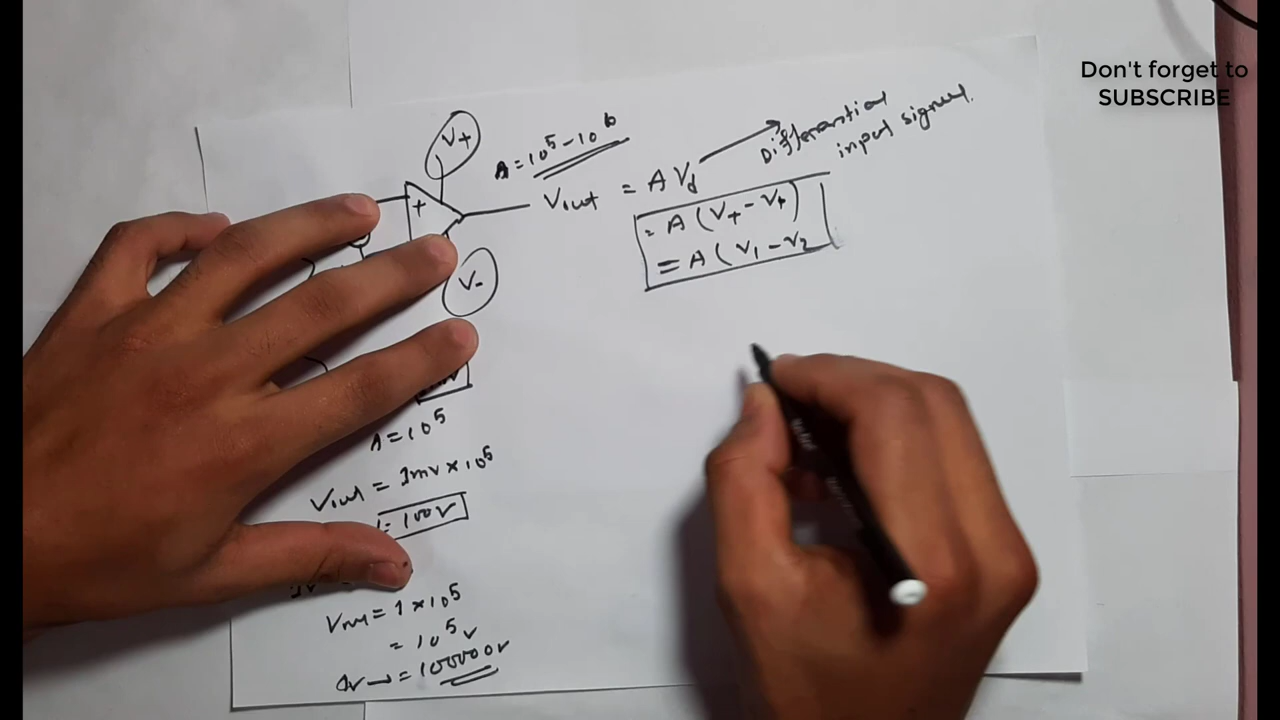 Don't forget to
SUBSCRIBE
V+
A = 10⁵ - 10⁶
Vout = A Vd
Differential
input signal.
+
= A ( V+ - V+ )
= A ( V1 - V2
V-
A = 10⁵
Vout = 1mv × 10⁵
= 100V
= 1 × 10⁵
= 10⁵ v
= 100000v